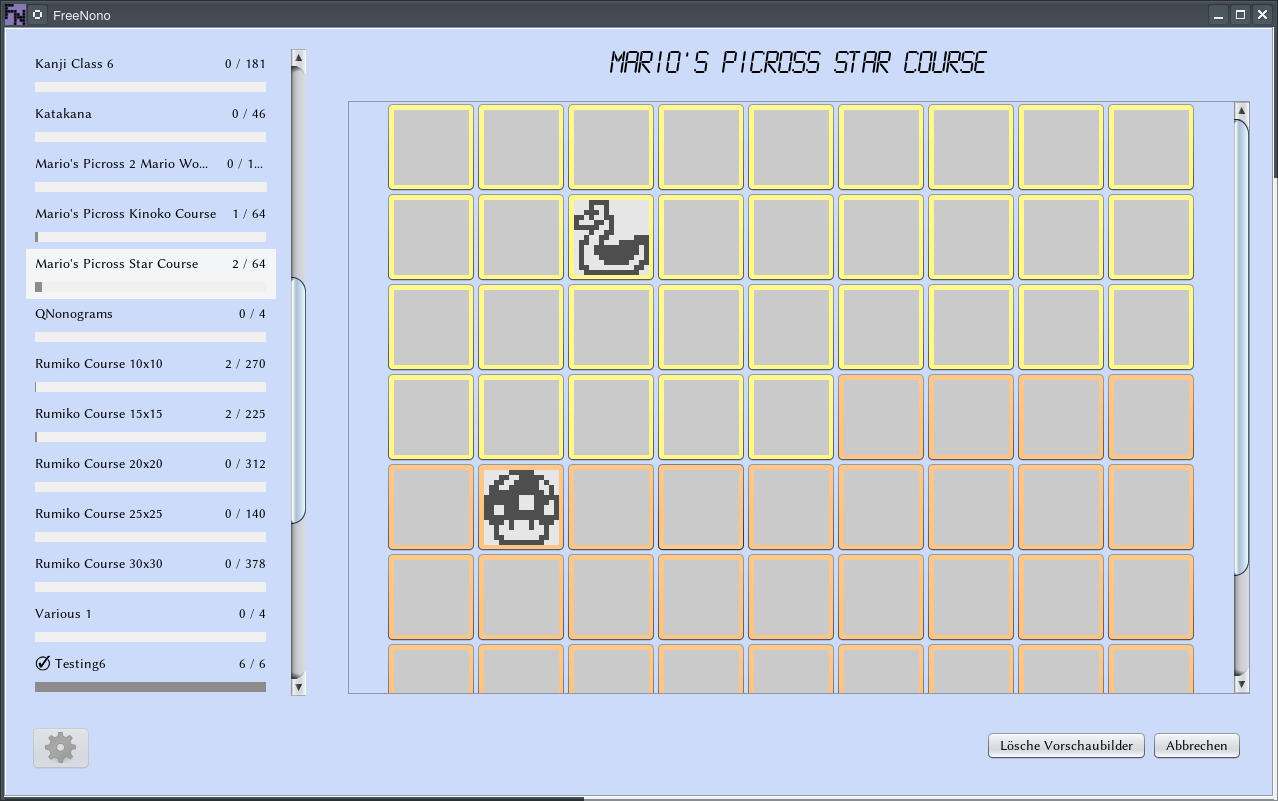 FN FreeNono
MARIO'S PICROSS STAR COURSE
Kanji Class 6 0 / 181
Katakana 0 / 46
Mario's Picross 2 Mario Wo... 0 / 1...
Mario's Picross Kinoko Course 1 / 64
Mario's Picross Star Course 2 / 64
QNonograms 0 / 4
Rumiko Course 10x10 2 / 270
Rumiko Course 15x15 2 / 225
Rumiko Course 20x20 0 / 312
Rumiko Course 25x25 0 / 140
Rumiko Course 30x30 0 / 378
Various 1 0 / 4
Testing6 6 / 6
Lösche Vorschaubilder Abbrechen